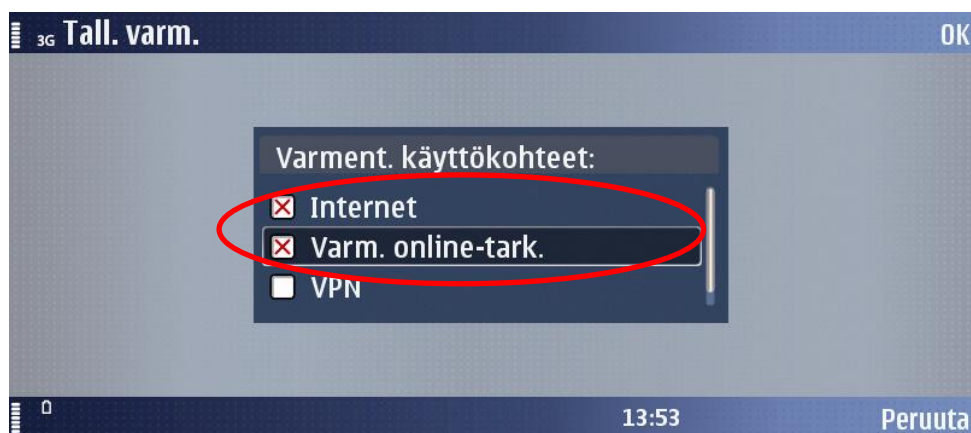 3G Tall. varm.
OK
Varment. käyttökohteet:
Internet
Varm. online-tark.
VPN
13:53
Peruuta